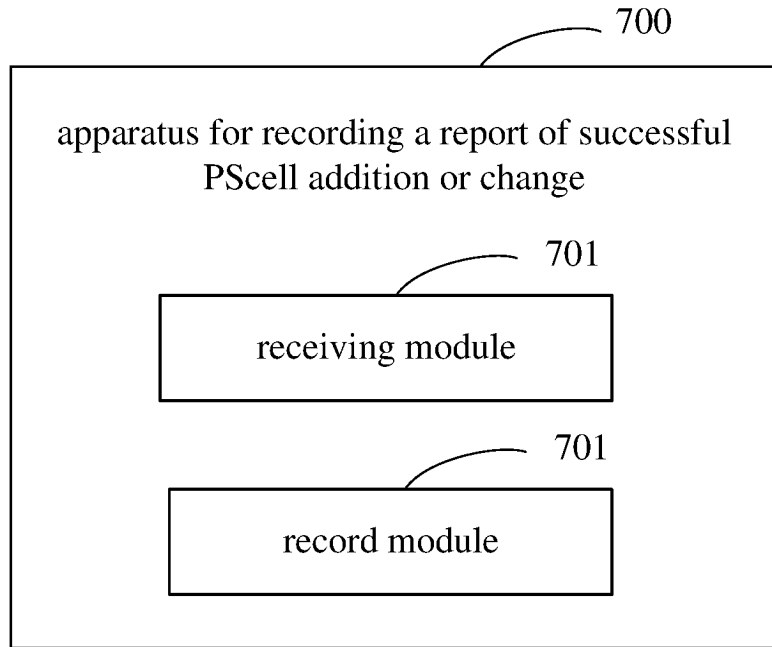 700
apparatus for recording a report of successful
PScell addition or change
701
receiving module
701
record module